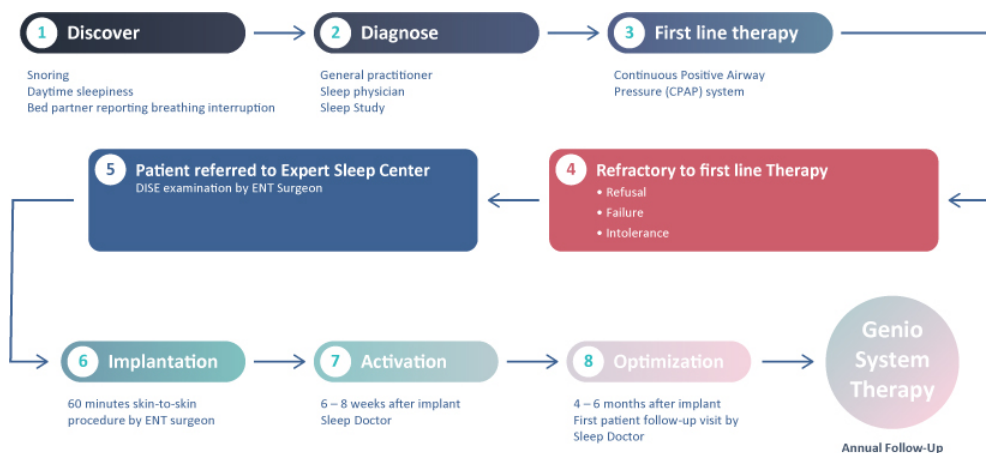 1 Discover
Snoring
Daytime sleepiness
Bed partner reporting breathing interruption
2 Diagnose
General practitioner
Sleep physician
Sleep Study
3 First line therapy
Continuous Positive Airway
Pressure (CPAP) system
4 Refractory to first line Therapy
• Refusal
• Failure
• Intolerance
5 Patient referred to Expert Sleep Center
DISE examination by ENT Surgeon
6 Implantation
60 minutes skin-to-skin
procedure by ENT surgeon
7 Activation
6 – 8 weeks after implant
Sleep Doctor
8 Optimization
4 – 6 months after implant
First patient follow-up visit by
Sleep Doctor
Genio
System
Therapy
Annual Follow-Up